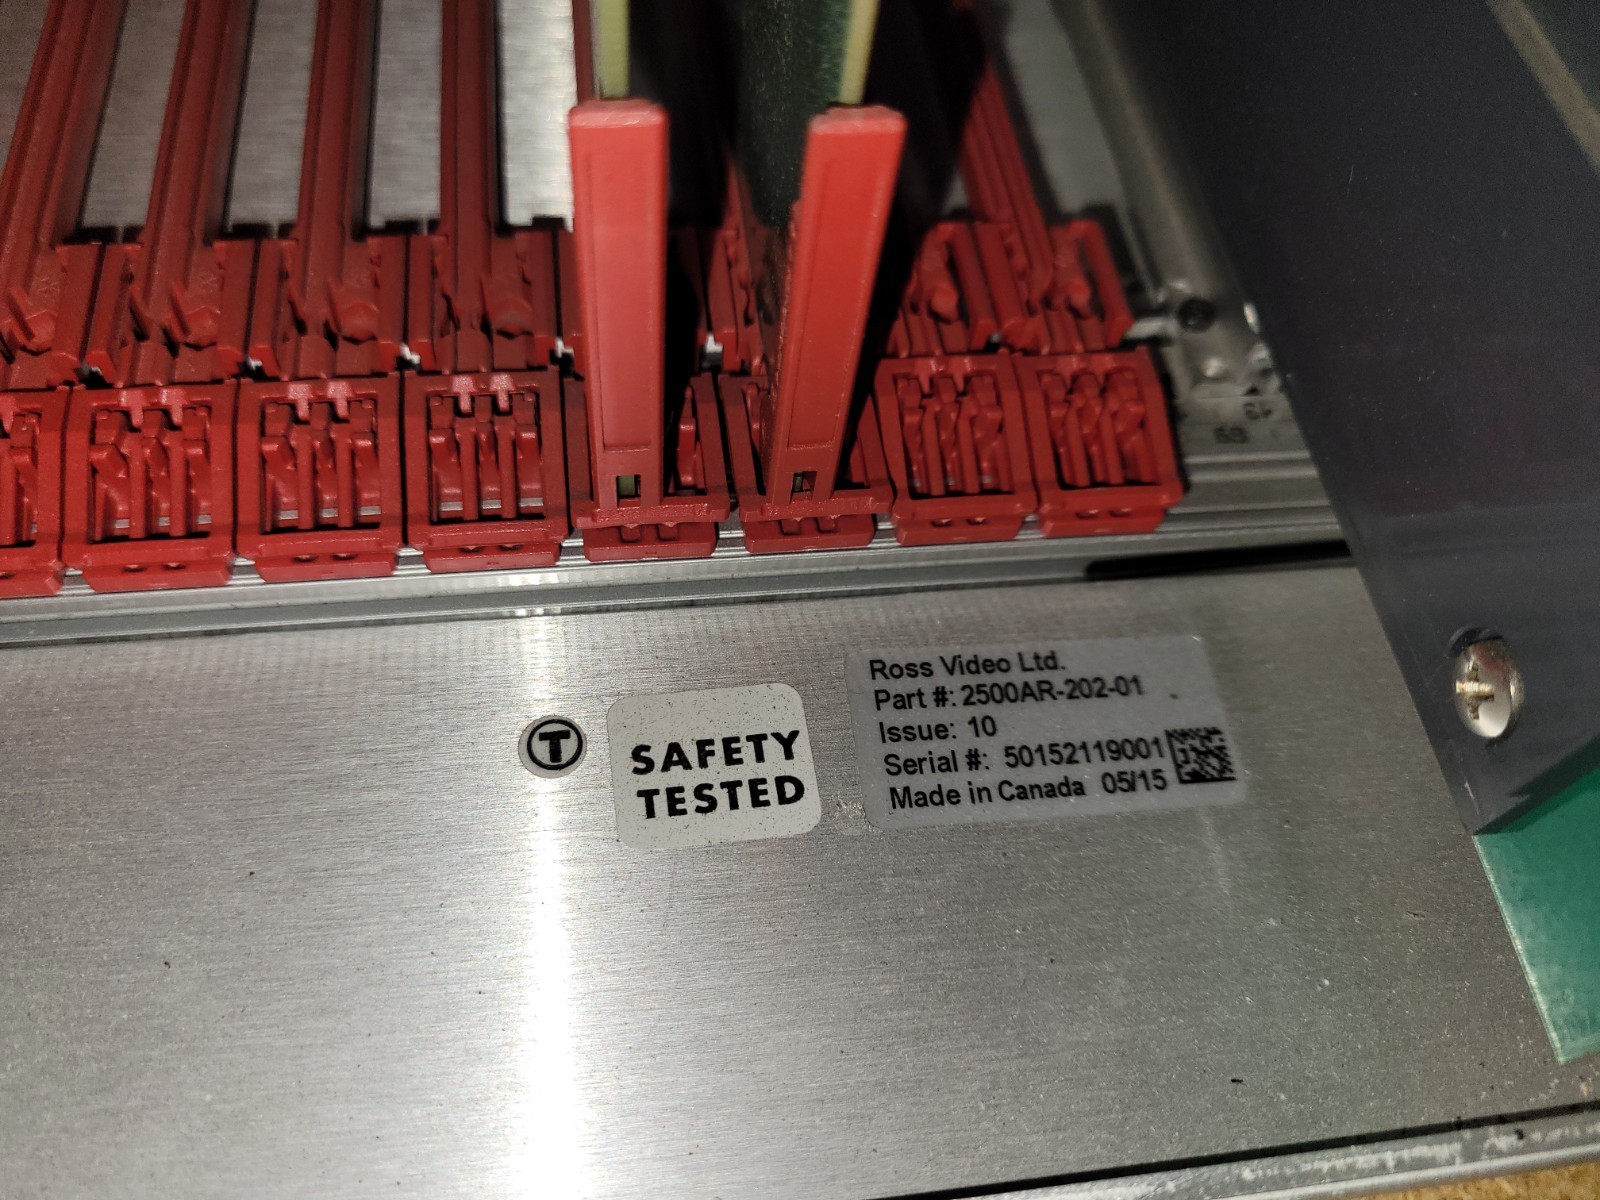 T
SAFETY
TESTED
Ross Video Ltd.
Part #: 2500AR-202-01
Issue: 10
Serial #: 50152119001
Made in Canada 05/15